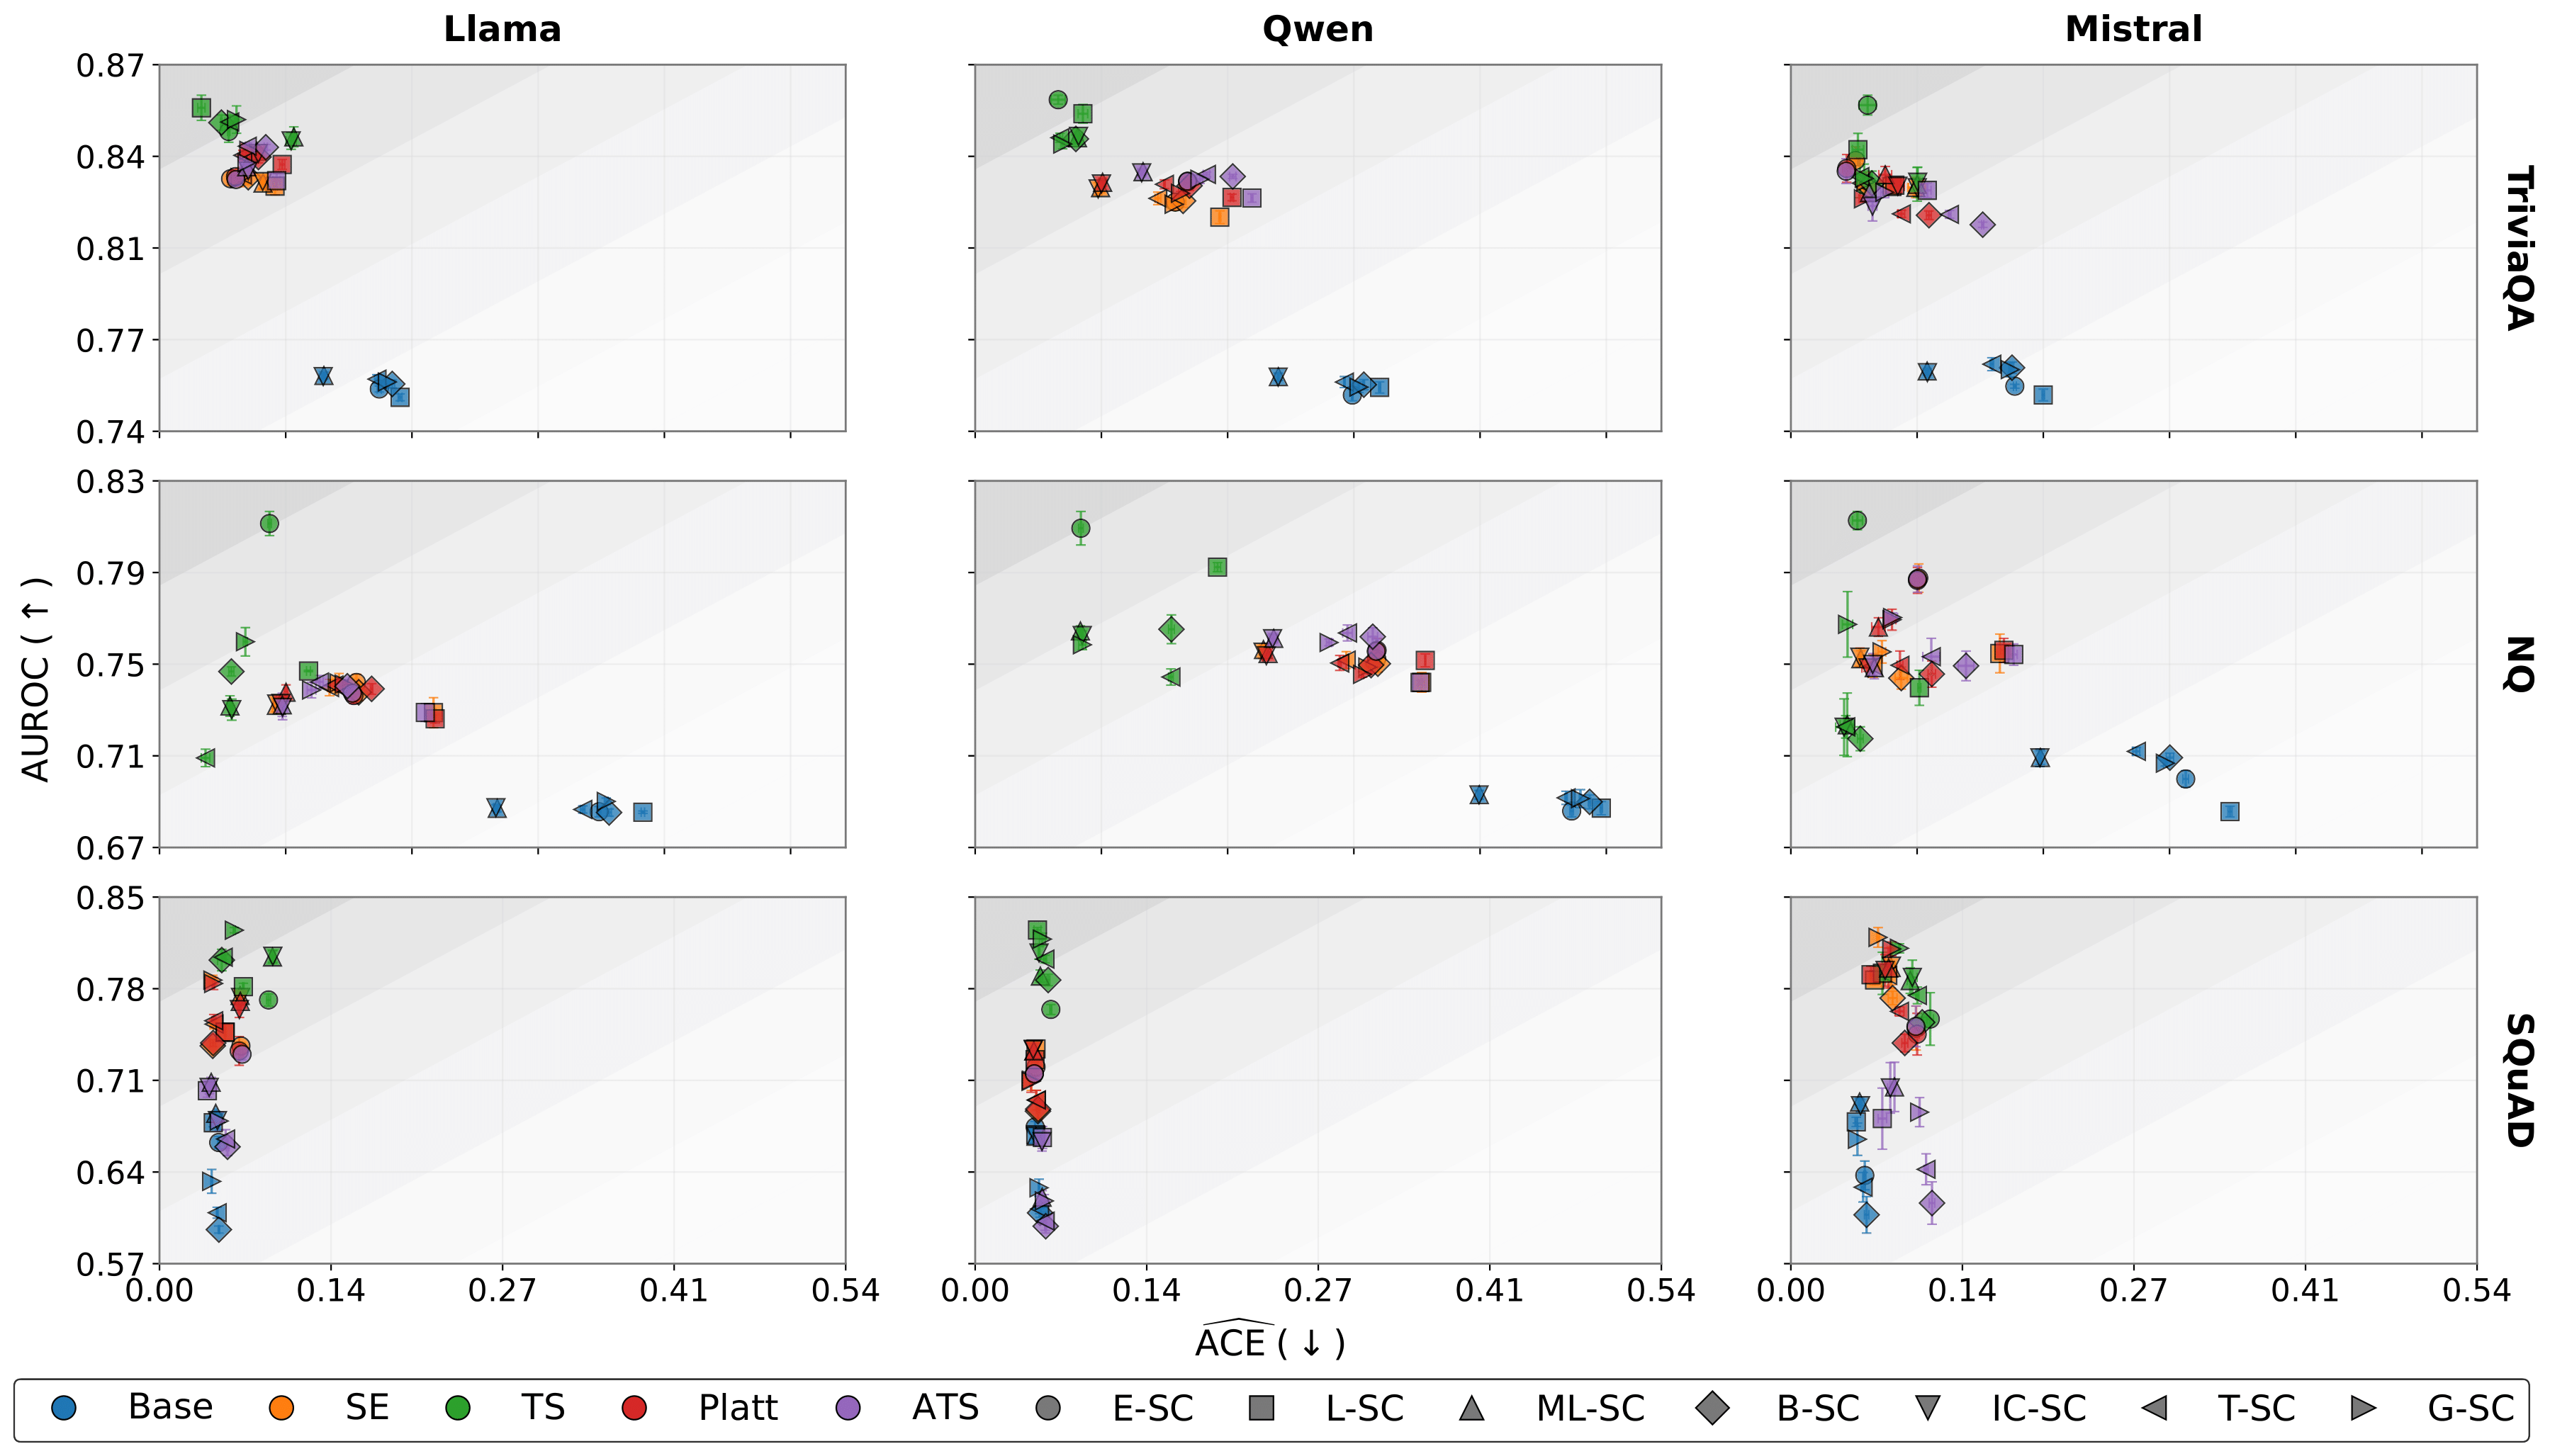 Llama Qwen Mistral
0.87
0.84
0.81
0.77
0.74
TriviaQA
0.83
0.79
0.75
0.71
0.67
NQ
AUROC (↑)
0.85
0.78
0.71
0.64
0.57
SQuAD
0.00 0.14 0.27 0.41 0.54 0.00 0.14 0.27 0.41 0.54 0.00 0.14 0.27 0.41 0.54
ACE (↓)
Base SE TS Platt ATS E-SC L-SC ML-SC B-SC IC-SC T-SC G-SC